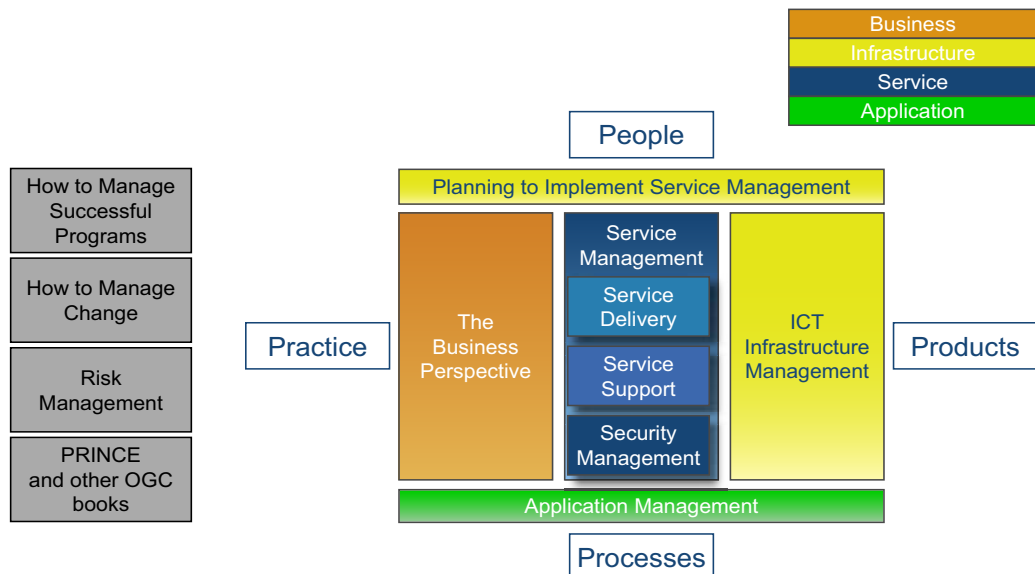 Business
Infrastructure
Service
Application
People
How to Manage
Successful
Programs
How to Manage
Change
Risk
Management
PRINCE
and other OGC
books
Practice
Planning to Implement Service Management
The
Business
Perspective
Service
Management
Service
Delivery
Service
Support
Security
Management
ICT
Infrastructure
Management
Products
Application Management
Processes